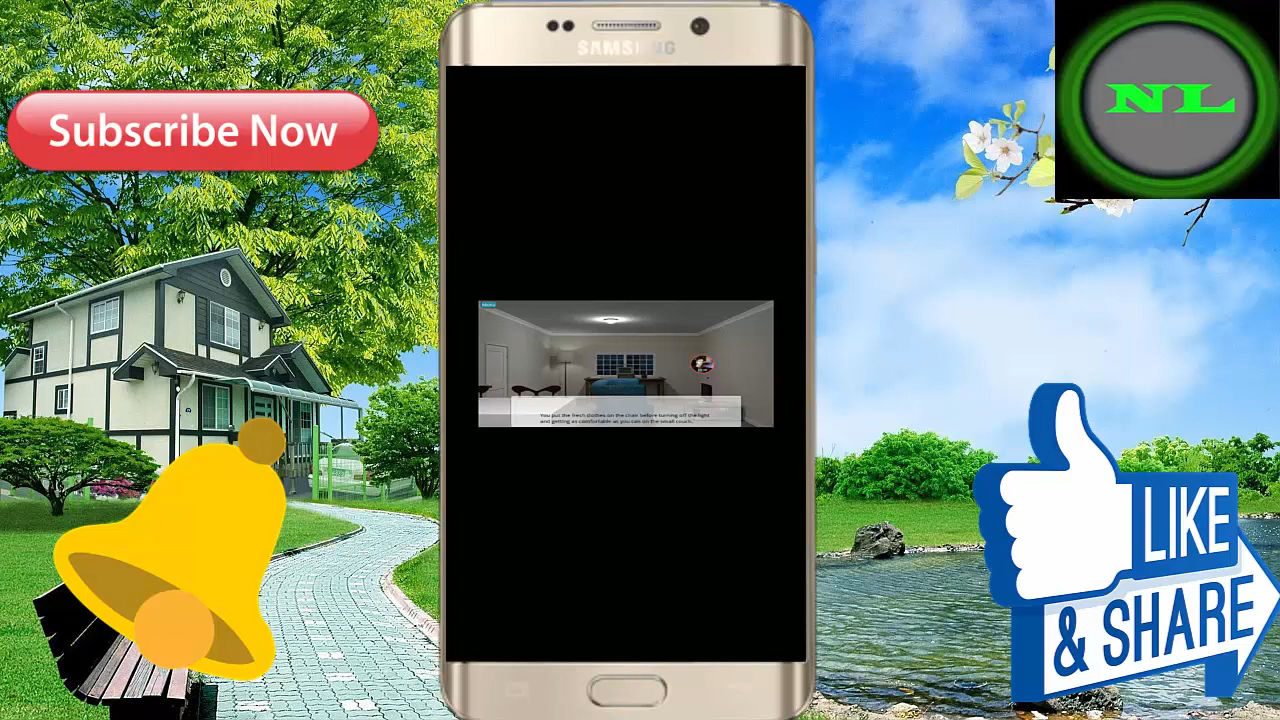 SAMSUNG
Subscribe Now
NL
Menu
You put the fresh clothes on the chair before turning off the light
and getting as comfortable as you can on the small couch.
LIKE
& SHARE